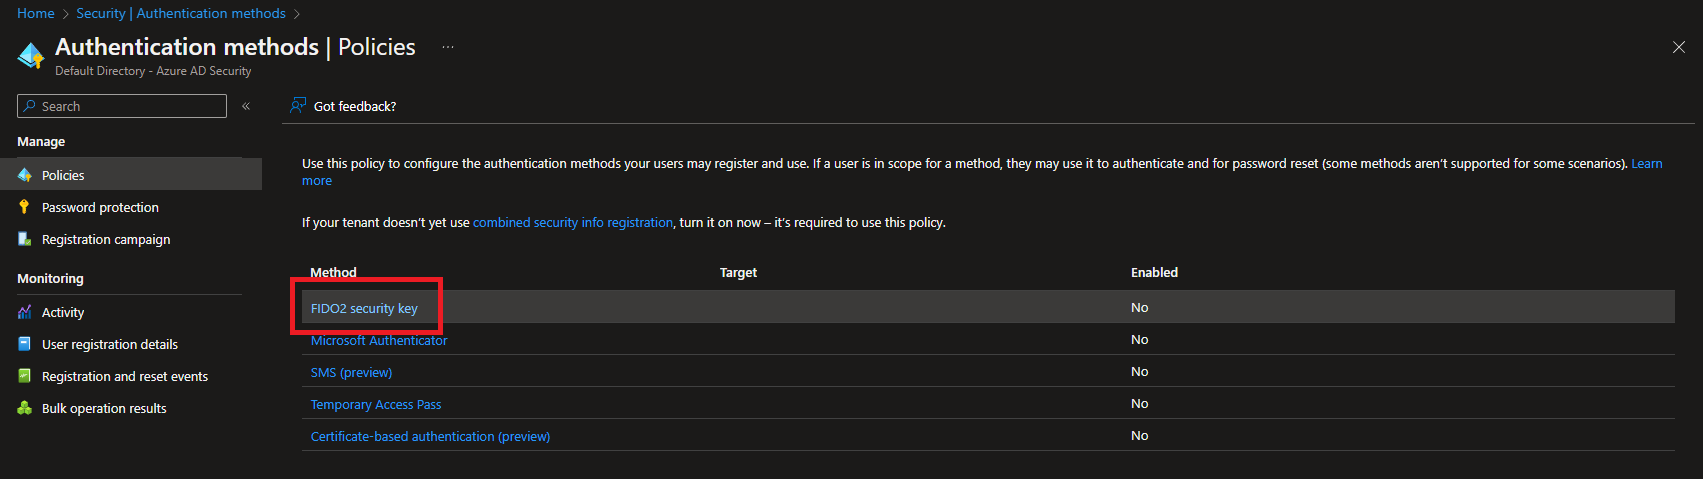 Home > Security | Authentication methods >
Authentication methods | Policies ...
Default Directory - Azure AD Security
Search «
Got feedback?
Manage
Policies
Password protection
Registration campaign
Monitoring
Activity
User registration details
Registration and reset events
Bulk operation results
Use this policy to configure the authentication methods your users may register and use. If a user is in scope for a method, they may use it to authenticate and for password reset (some methods aren't supported for some scenarios). Learn
more
If your tenant doesn't yet use combined security info registration, turn it on now – it's required to use this policy.
Method Target Enabled
FIDO2 security key No
Microsoft Authenticator No
SMS (preview) No
Temporary Access Pass No
Certificate-based authentication (preview) No